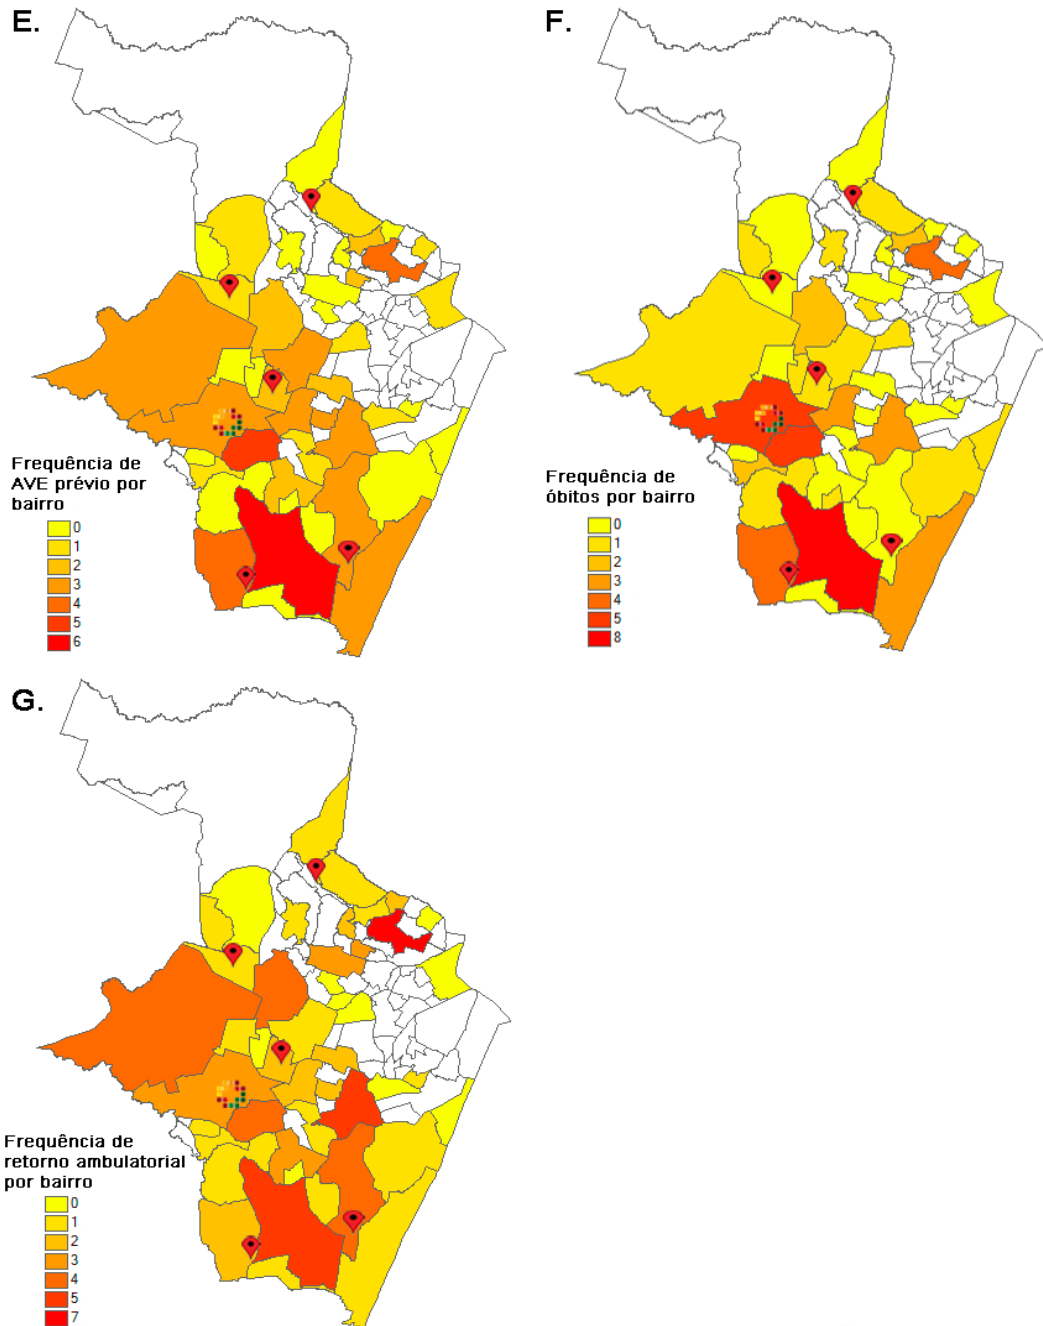 E.
F.
Frequência de
AVE prévio por
bairro
0
1
2
3
4
5
6
Frequência de
óbitos por bairro
0
1
2
3
4
5
8
G.
Frequência de
retorno ambulatorial
por bairro
0
1
2
3
4
5
7